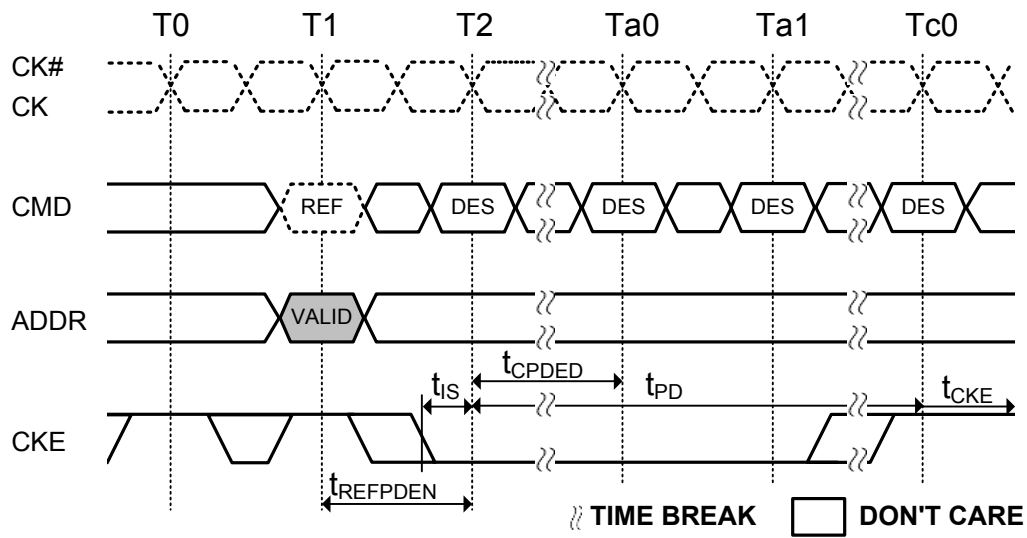 T0 T1 T2 Ta0 Ta1 Tc0
CK#
CK
CMD REF DES DES DES DES
ADDR VALID
tCPDED
tIS tPD tCKE
CKE
tREFPDEN
TIME BREAK DON'T CARE